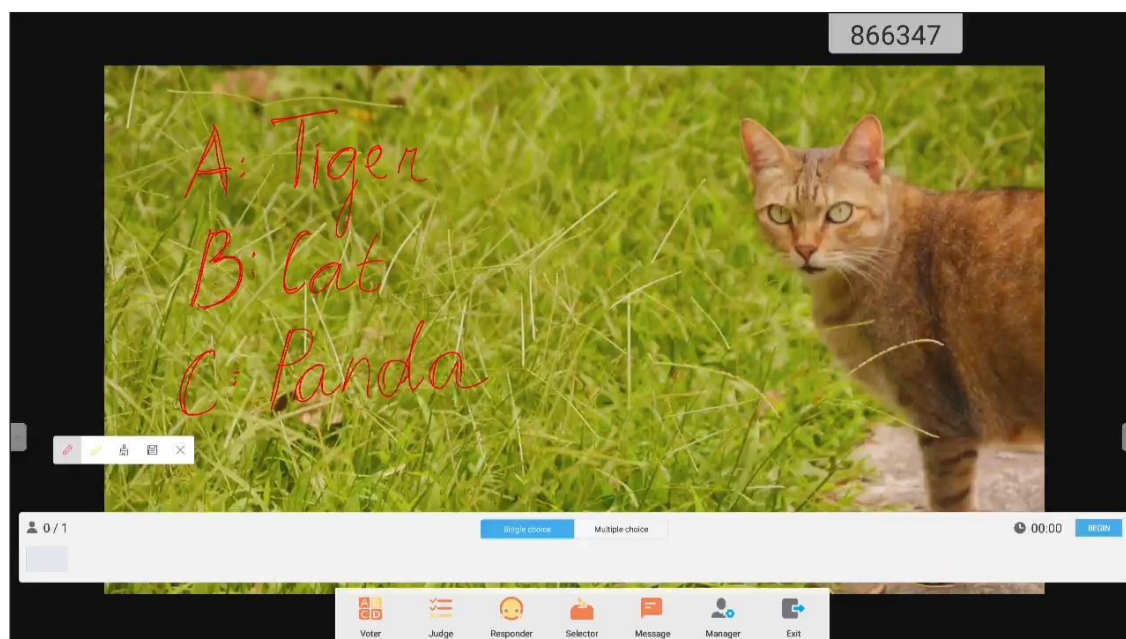 866347
A: Tiger
B: Cat
C: Panda
0 / 1
Single choice
Multiple choice
00:00
BEGIN
Voter
Judge
Responder
Selector
Message
Manager
Exit